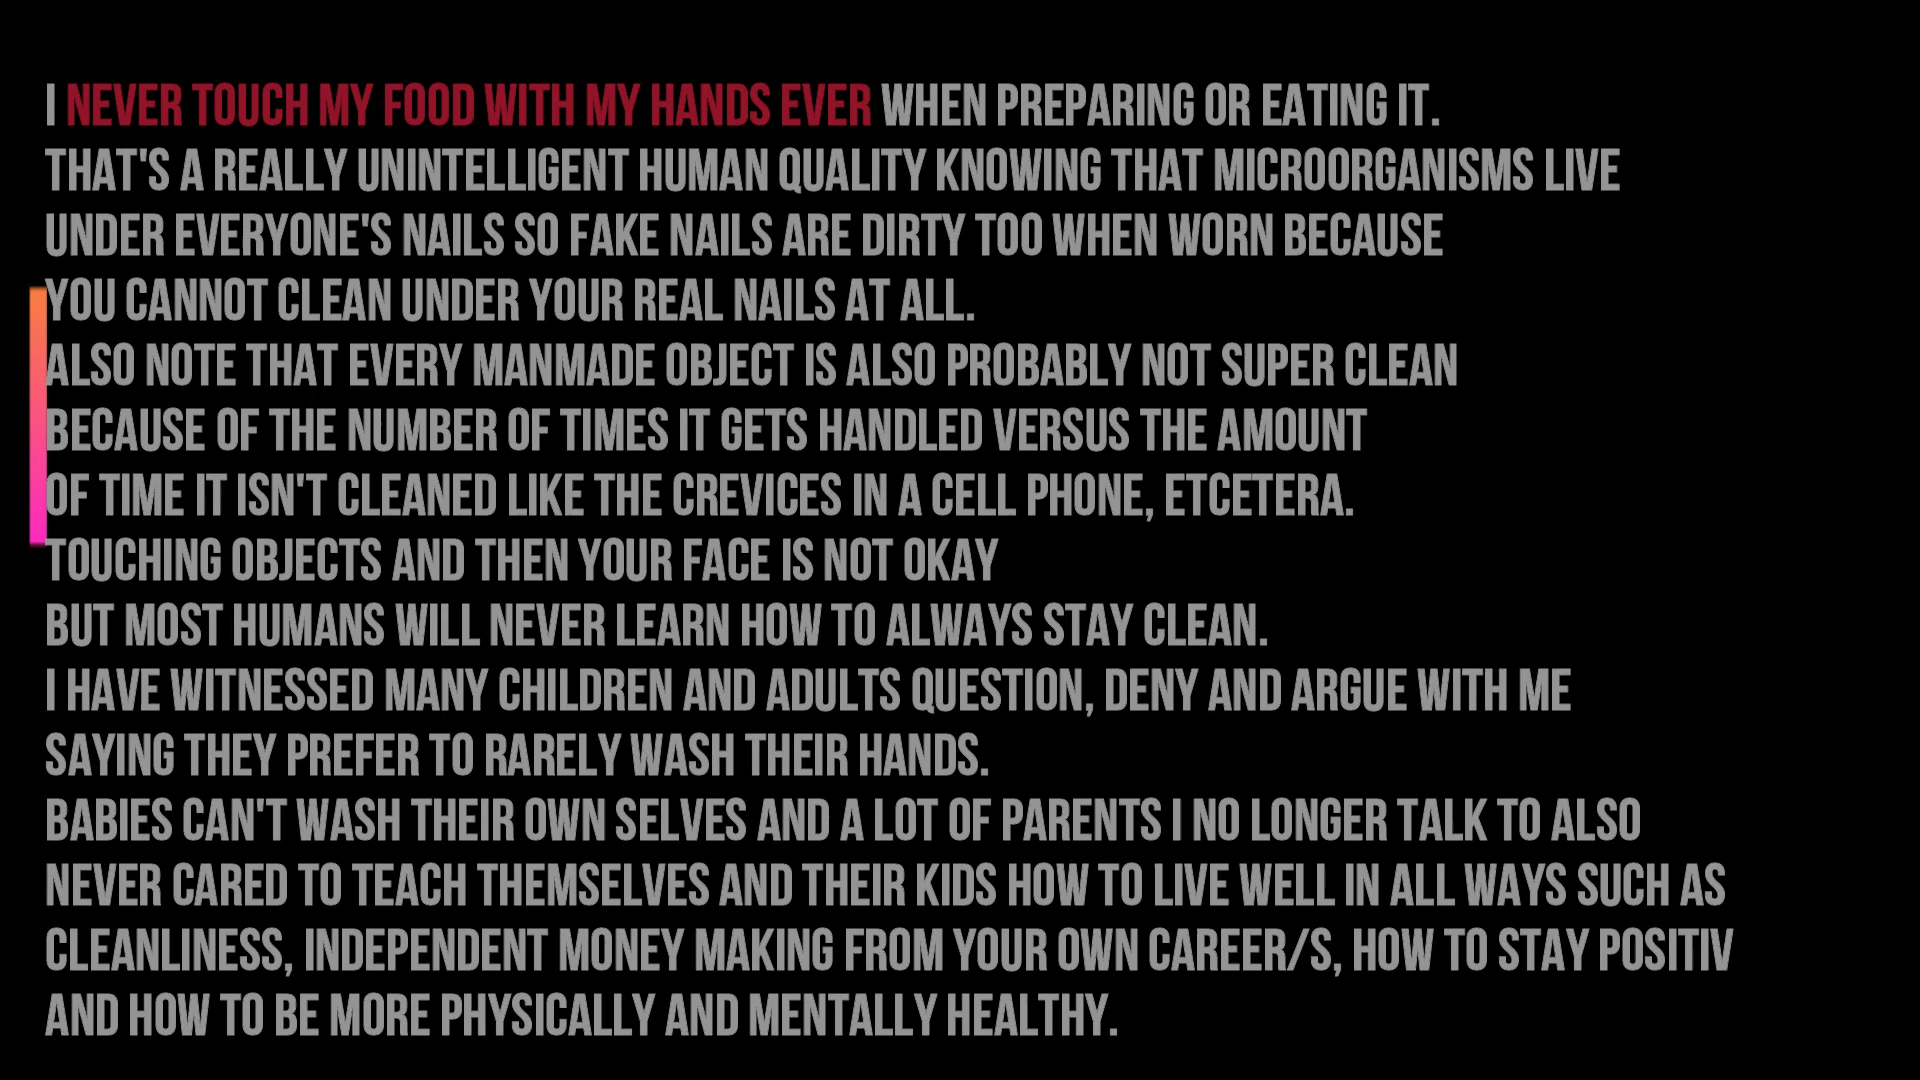 I NEVER TOUCH MY FOOD WITH MY HANDS EVER WHEN PREPARING OR EATING IT.
THAT'S A REALLY UNINTELLIGENT HUMAN QUALITY KNOWING THAT MICROORGANISMS LIVE
UNDER EVERYONE'S NAILS SO FAKE NAILS ARE DIRTY TOO WHEN WORN BECAUSE
YOU CANNOT CLEAN UNDER YOUR REAL NAILS AT ALL.
ALSO NOTE THAT EVERY MANMADE OBJECT IS ALSO PROBABLY NOT SUPER CLEAN
BECAUSE OF THE NUMBER OF TIMES IT GETS HANDLED VERSUS THE AMOUNT
OF TIME IT ISN'T CLEANED LIKE THE CREVICES IN A CELL PHONE, ETCETERA.
TOUCHING OBJECTS AND THEN YOUR FACE IS NOT OKAY
BUT MOST HUMANS WILL NEVER LEARN HOW TO ALWAYS STAY CLEAN.
I HAVE WITNESSED MANY CHILDREN AND ADULTS QUESTION, DENY AND ARGUE WITH ME
SAYING THEY PREFER TO RARELY WASH THEIR HANDS.
BABIES CAN'T WASH THEIR OWN SELVES AND A LOT OF PARENTS I NO LONGER TALK TO ALSO
NEVER CARED TO TEACH THEMSELVES AND THEIR KIDS HOW TO LIVE WELL IN ALL WAYS SUCH AS
CLEANLINESS, INDEPENDENT MONEY MAKING FROM YOUR OWN CAREER/S, HOW TO STAY POSITIV
AND HOW TO BE MORE PHYSICALLY AND MENTALLY HEALTHY.